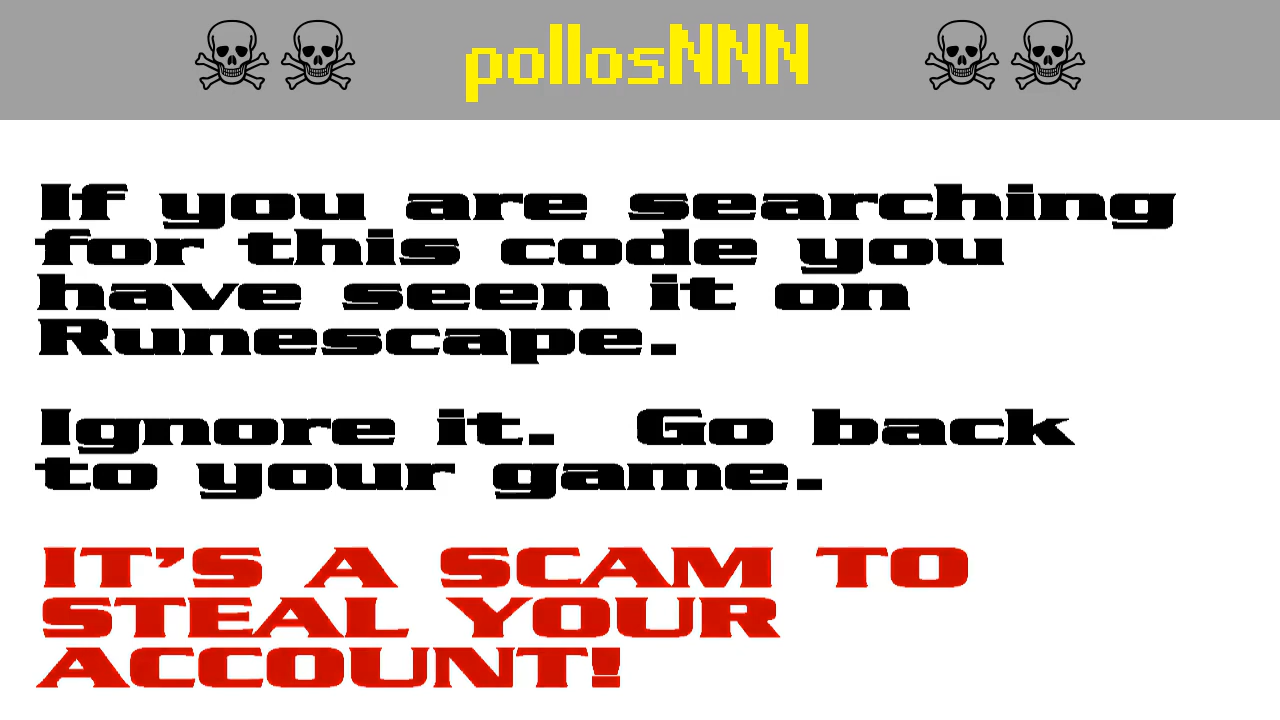 pollosNNN
If you are searching
for this code you
have seen it on
Runescape.
Ignore it.  Go back
to your game.
IT'S A SCAM TO
STEAL YOUR
ACCOUNT!